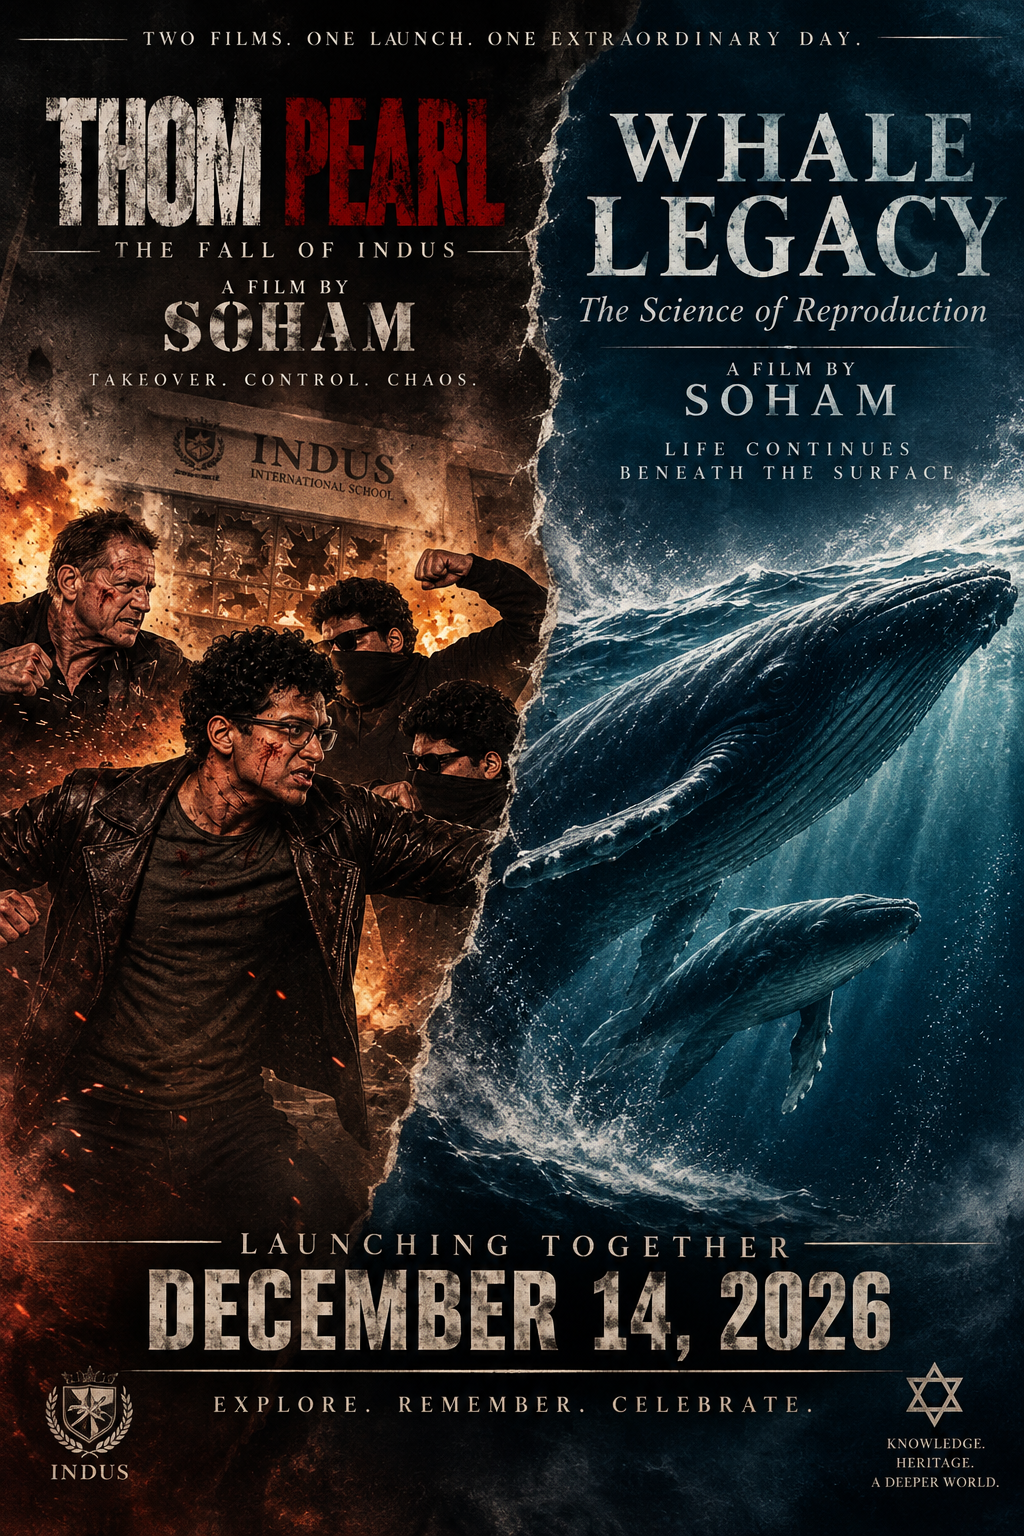 TWO FILMS. ONE LAUNCH. ONE EXTRAORDINARY DAY.
THOM PEARL
THE FALL OF INDUS
A FILM BY
SOHAM
TAKEOVER. CONTROL. CHAOS.
INDUS
INTERNATIONAL SCHOOL
WHALE
LEGACY
The Science of Reproduction
A FILM BY
SOHAM
LIFE CONTINUES
BENEATH THE SURFACE
LAUNCHING TOGETHER
DECEMBER 14, 2026
EXPLORE. REMEMBER. CELEBRATE.
INDUS
KNOWLEDGE.
HERITAGE.
A DEEPER WORLD.